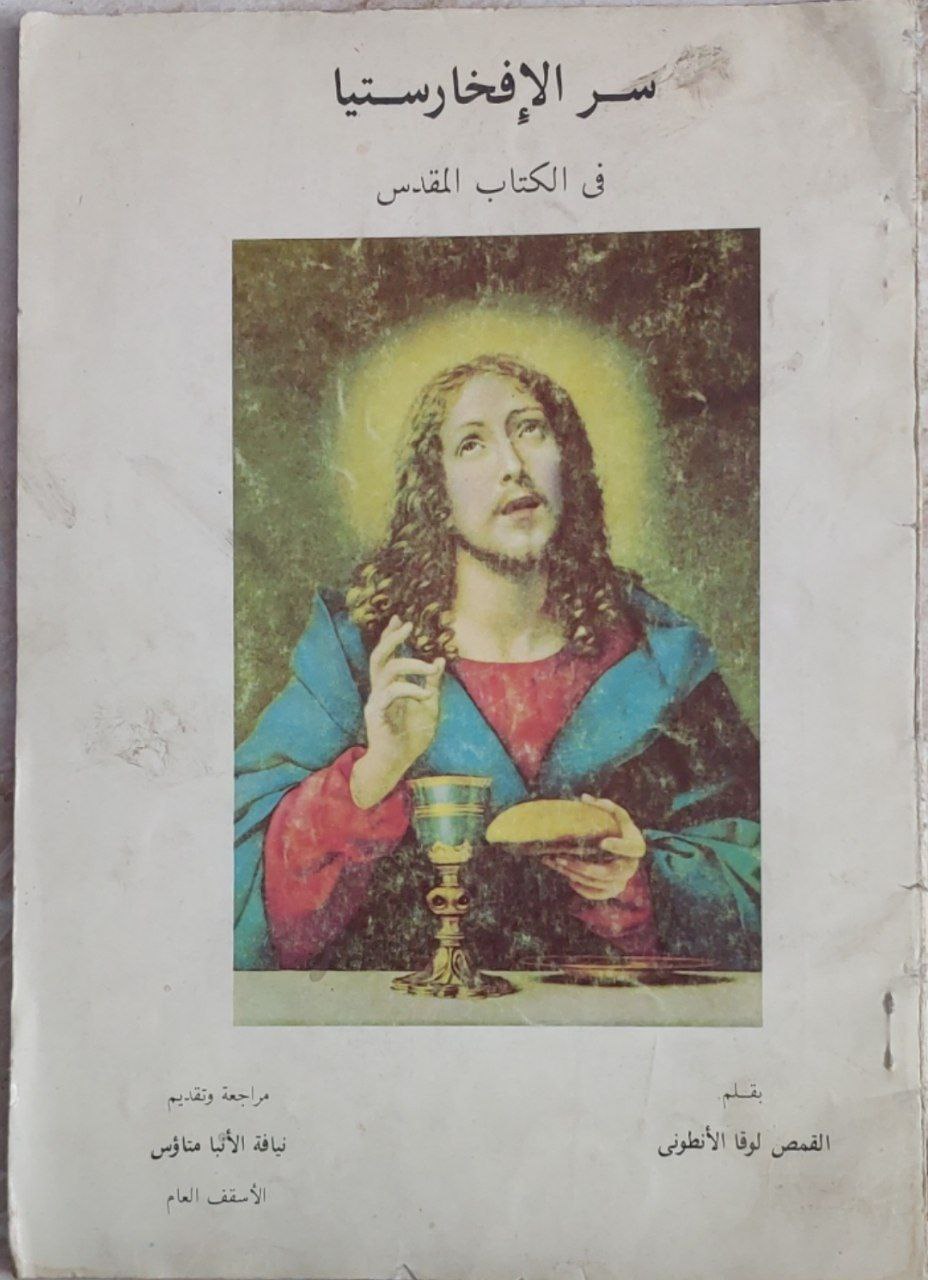 سر الإفخارستيا
فى الكتاب المقدس
بقلم
القمص لوقا الأنطونى
مراجعة وتقديم
نيافة الأنبا متاؤس
الأسقف العام